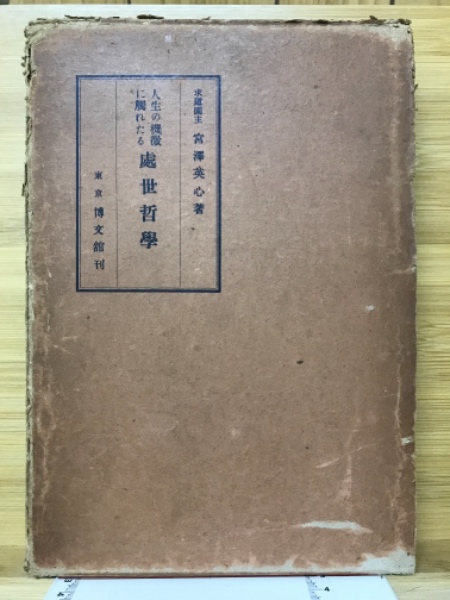 求道園主 宮澤英心著
人生の機微
に觸れたる
處世哲學
東京 博文館刊